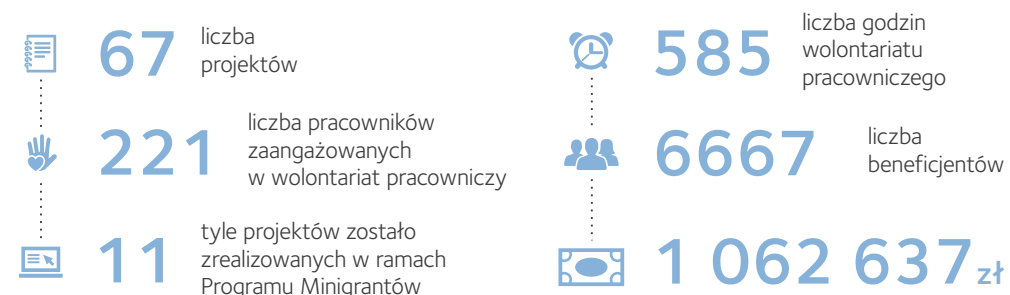 67
liczba
projektów
221
liczba pracowników
zaangażowanych
w wolontariat pracowniczy
11
tyle projektów zostało
zrealizowanych w ramach
Programu Minigrantów
585
liczba godzin
wolontariatu
pracowniczego
6667
liczba
beneficjentów
1 062 637 zł